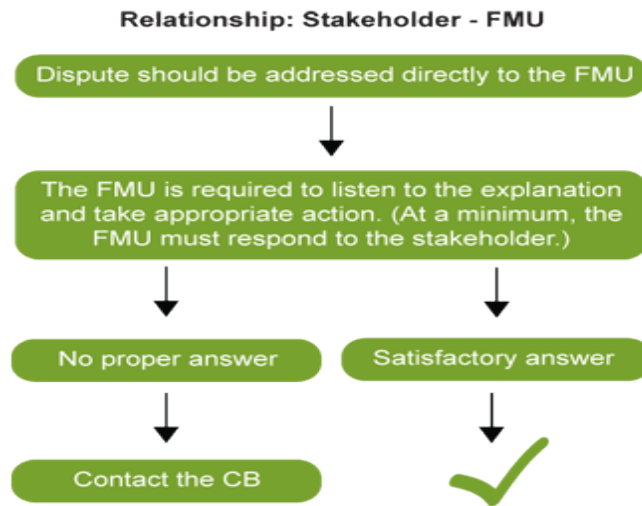 Relationship: Stakeholder - FMU
Dispute should be addressed directly to the FMU
The FMU is required to listen to the explanation
and take appropriate action. (At a minimum, the
FMU must respond to the stakeholder.)
No proper answer
Satisfactory answer
Contact the CB